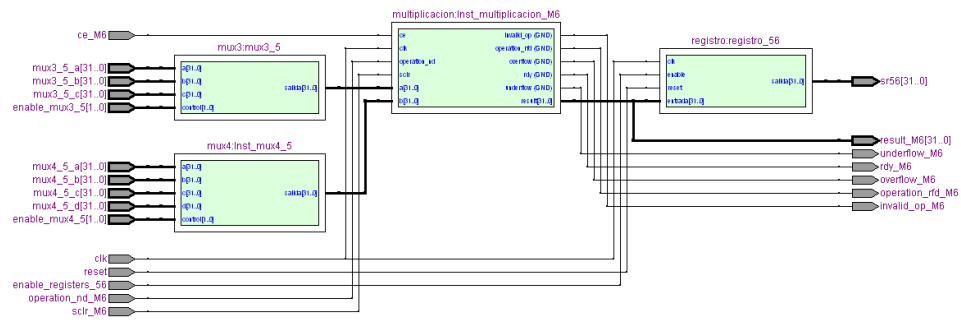 multiplicacion:Inst_multiplicacion_M6
ce_M6
ce
clk
operation_nd
sclr
a[31..0]
b[31..0]
invalid_op (GND)
operation_rfd (GND)
overflow (GND)
rdy (GND)
underflow (GND)
result[31..0]
mux3:mux3_5
mux3_5_a[31..0]
mux3_5_b[31..0]
mux3_5_c[31..0]
enable_mux3_5[1..0]
a[31..0]
b[31..0]
c[31..0]
control[1..0]
salida[31..0]
registro:registro_56
clk
enable
reset
entrada[31..0]
salida[31..0]
sr56[31..0]
mux4:Inst_mux4_5
mux4_5_a[31..0]
mux4_5_b[31..0]
mux4_5_c[31..0]
mux4_5_d[31..0]
enable_mux4_5[1..0]
a[31..0]
b[31..0]
c[31..0]
d[31..0]
control[1..0]
salida[31..0]
result_M6[31..0]
underflow_M6
rdy_M6
overflow_M6
operation_rfd_M6
invalid_op_M6
clk
reset
enable_registers_56
operation_nd_M6
sclr_M6